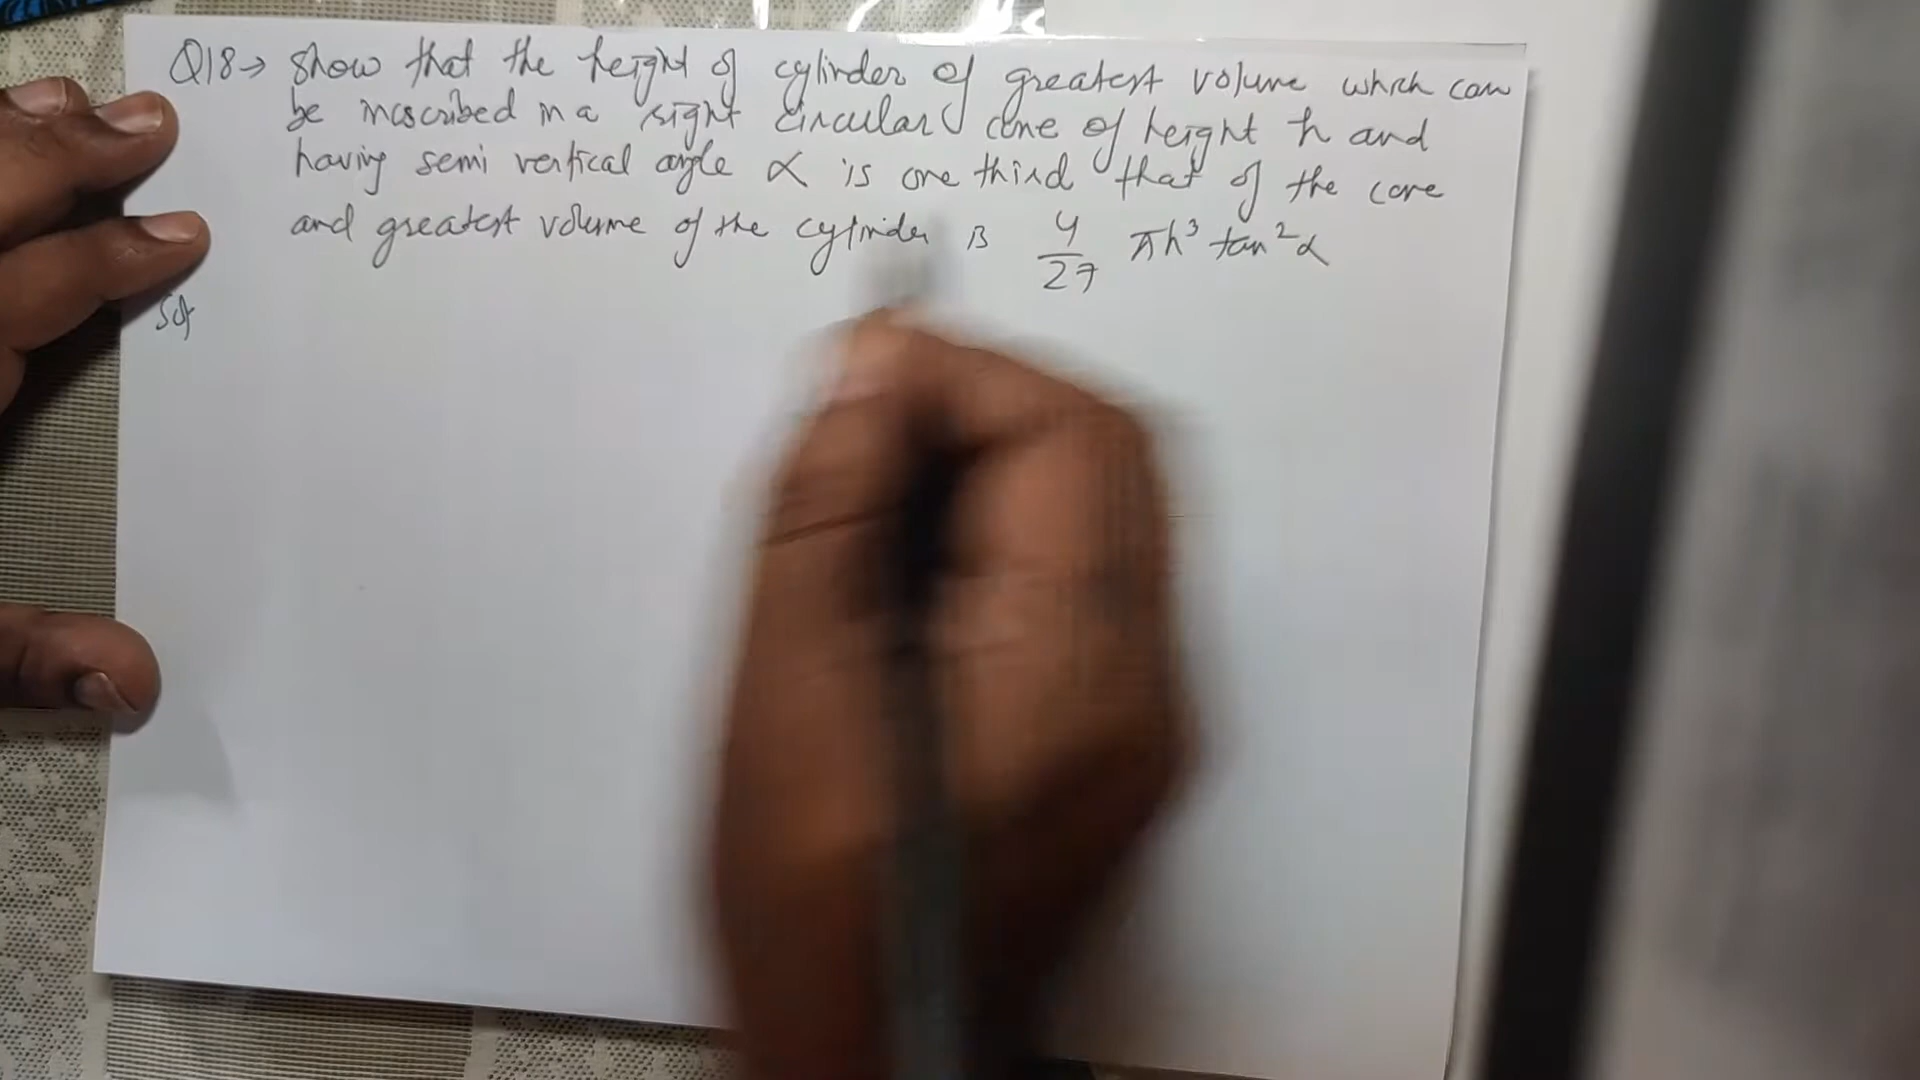 Q18→ Show that the height of cylinder of greatest volume which can
be inscribed in a right circular cone of height h and
having semi vertical angle α is one third that of the cone
and greatest volume of the cylinder is 4/27 πh³ tan²α
Sol